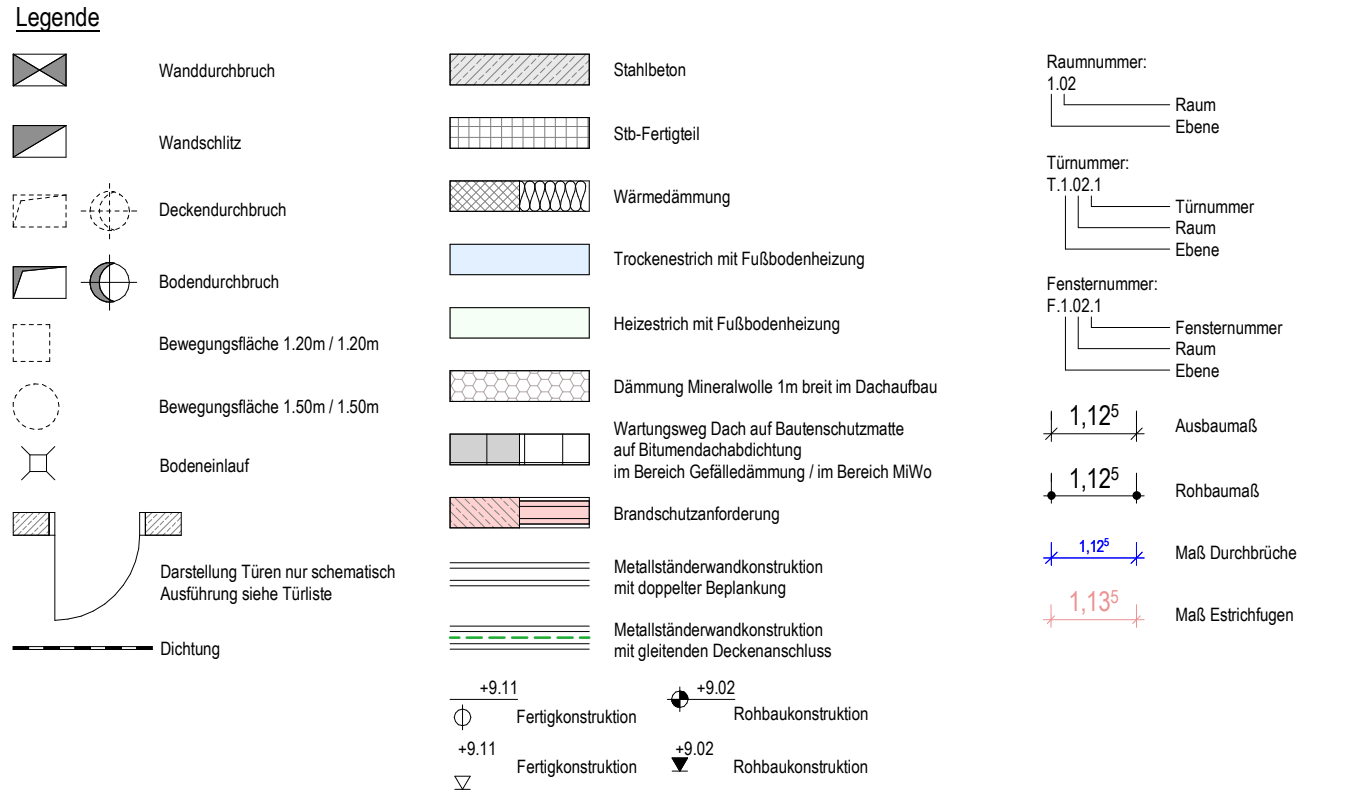 Legende
Wanddurchbruch
Wandschlitz
Deckendurchbruch
Bodendurchbruch
Bewegungsfläche 1.20m / 1.20m
Bewegungsfläche 1.50m / 1.50m
Bodeneinlauf
Darstellung Türen nur schematisch
Ausführung siehe Türliste
Dichtung
Stahlbeton
Stb-Fertigteil
Wärmedämmung
Trockenestrich mit Fußbodenheizung
Heizestrich mit Fußbodenheizung
Dämmung Mineralwolle 1m breit im Dachaufbau
Wartungsweg Dach auf Bautenschutzmatte
auf Bitumendachabdichtung
im Bereich Gefälledämmung / im Bereich MiWo
Brandschutzanforderung
Metallständerwandkonstruktion
mit doppelter Beplankung
Metallständerwandkonstruktion
mit gleitenden Deckenanschluss
+9.11
Fertigkonstruktion
+9.02
Rohbaukonstruktion
+9.11
Fertigkonstruktion
+9.02
Rohbaukonstruktion
Raumnummer:
1.02
Raum
Ebene
Türnummer:
T.1.02.1
Türnummer
Raum
Ebene
Fensternummer:
F.1.02.1
Fensternummer
Raum
Ebene
1,12⁵
Ausbaumaß
1,12⁵
Rohbaumaß
1,12⁵
Maß Durchbrüche
1,13⁵
Maß Estrichfugen